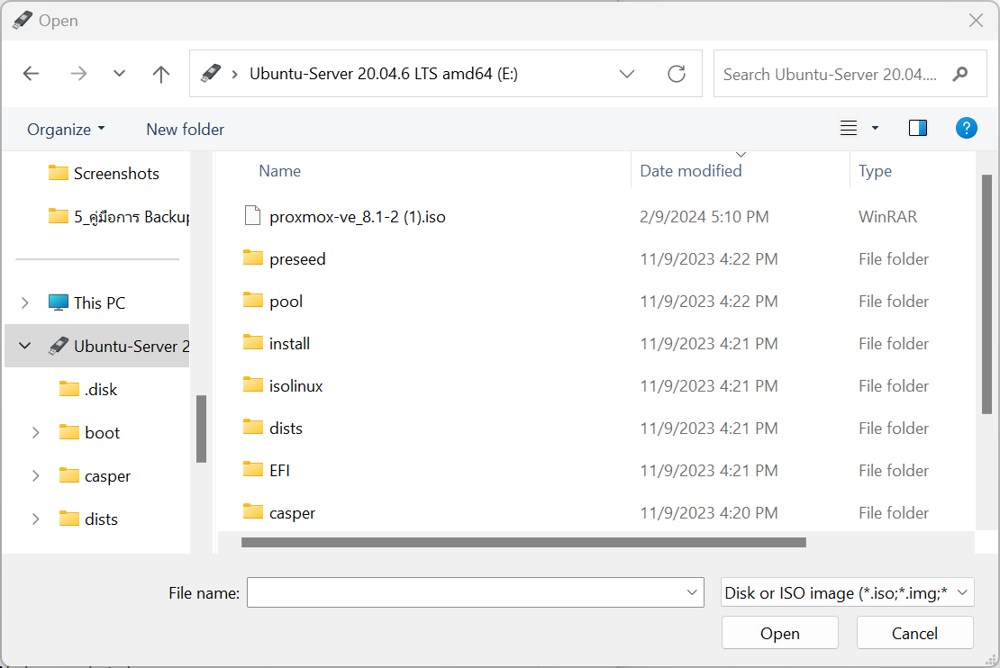 Open
Ubuntu-Server 20.04.6 LTS amd64 (E:)
Search Ubuntu-Server 20.04....
Organize
New folder
?
Screenshots
5_คู่มือการ Backup
This PC
Ubuntu-Server 2
.disk
boot
casper
dists
Name Date modified Type
proxmox-ve_8.1-2 (1).iso 2/9/2024 5:10 PM WinRAR
preseed 11/9/2023 4:22 PM File folder
pool 11/9/2023 4:22 PM File folder
install 11/9/2023 4:21 PM File folder
isolinux 11/9/2023 4:21 PM File folder
dists 11/9/2023 4:21 PM File folder
EFI 11/9/2023 4:21 PM File folder
casper 11/9/2023 4:20 PM File folder
File name:
Disk or ISO image (*.iso;*.img;*
Open
Cancel